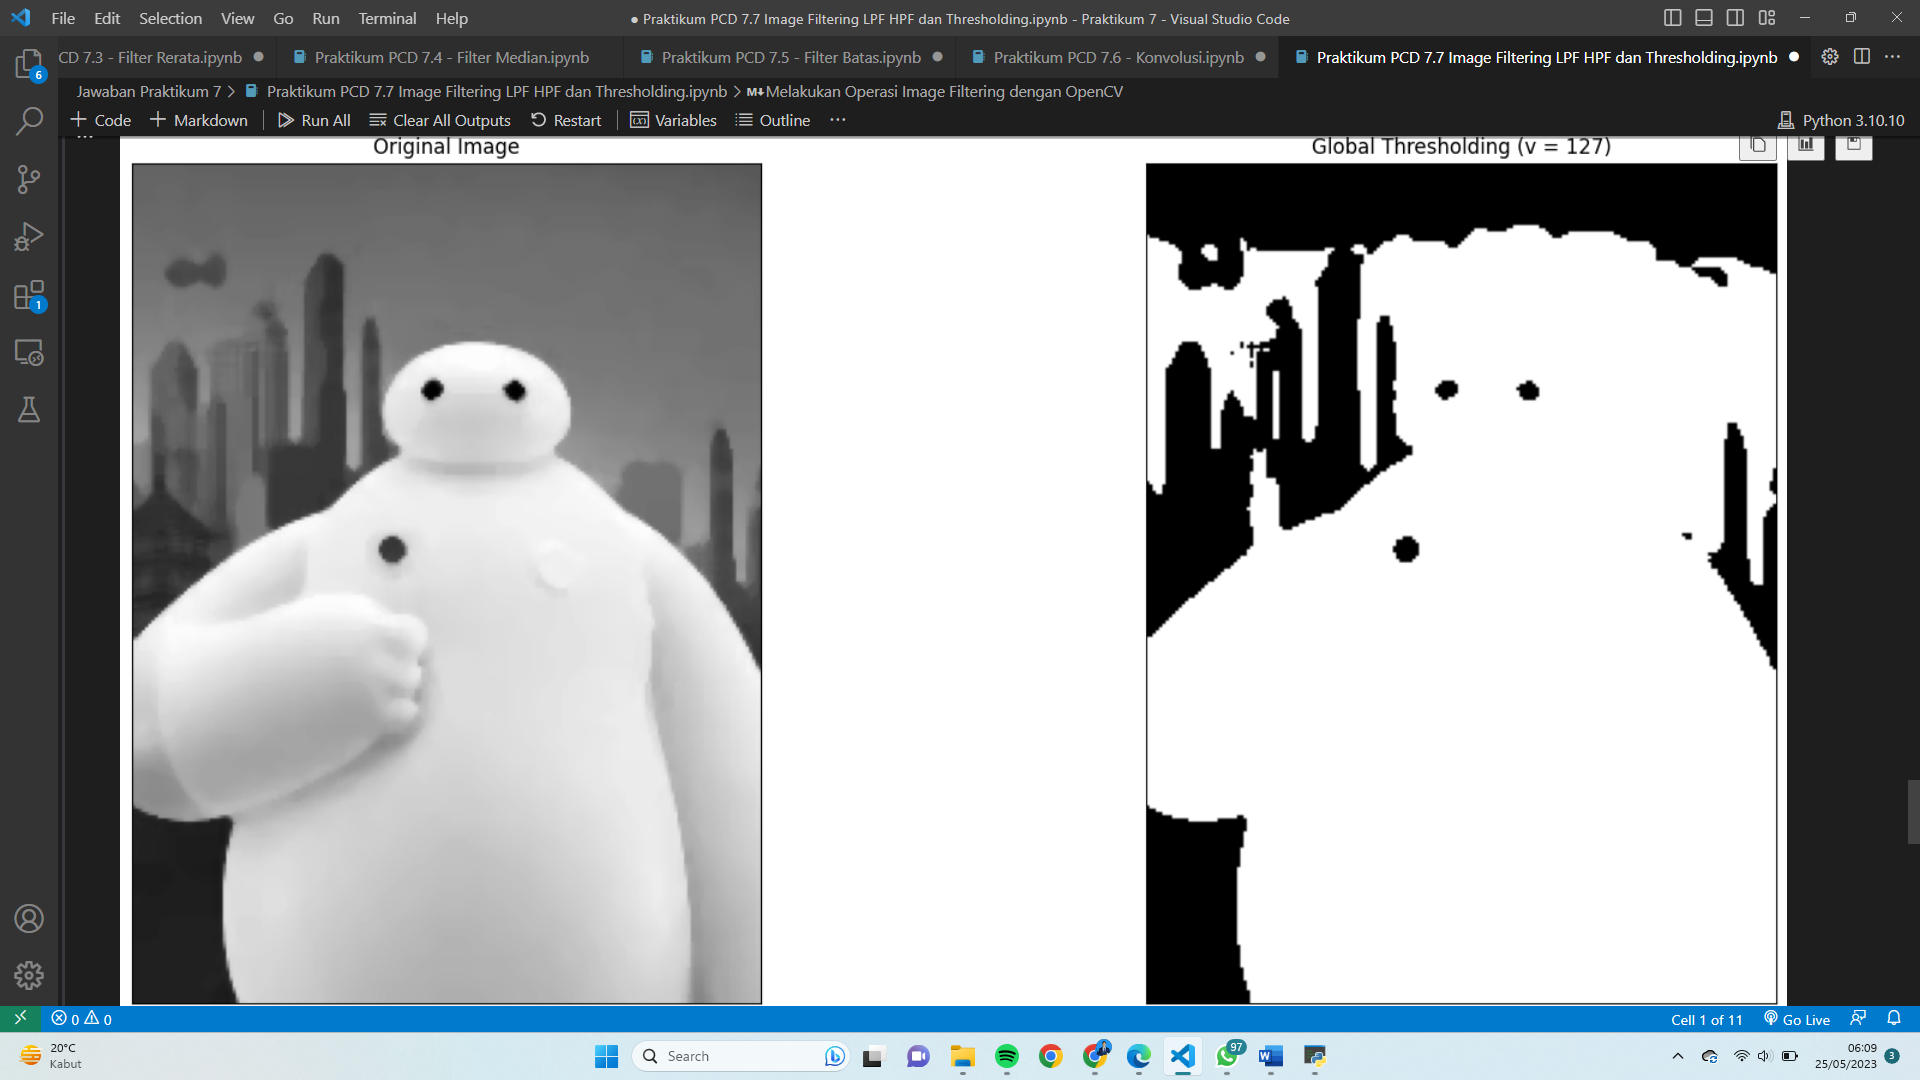 File Edit Selection View Go Run Terminal Help
● Praktikum PCD 7.7 Image Filtering LPF HPF dan Thresholding.ipynb - Praktikum 7 - Visual Studio Code
CD 7.3 - Filter Rerata.ipynb
Praktikum PCD 7.4 - Filter Median.ipynb
Praktikum PCD 7.5 - Filter Batas.ipynb
Praktikum PCD 7.6 - Konvolusi.ipynb
Praktikum PCD 7.7 Image Filtering LPF HPF dan Thresholding.ipynb
6
Jawaban Praktikum 7 > Praktikum PCD 7.7 Image Filtering LPF HPF dan Thresholding.ipynb > M↓Melakukan Operasi Image Filtering dengan OpenCV
+ Code + Markdown Run All Clear All Outputs Restart Variables Outline ···
Python 3.10.10
Original Image
Global Thresholding (v = 127)
1
0 0
Cell 1 of 11 Go Live
20°C
Kabut
Search
97
06:09
25/05/2023
3